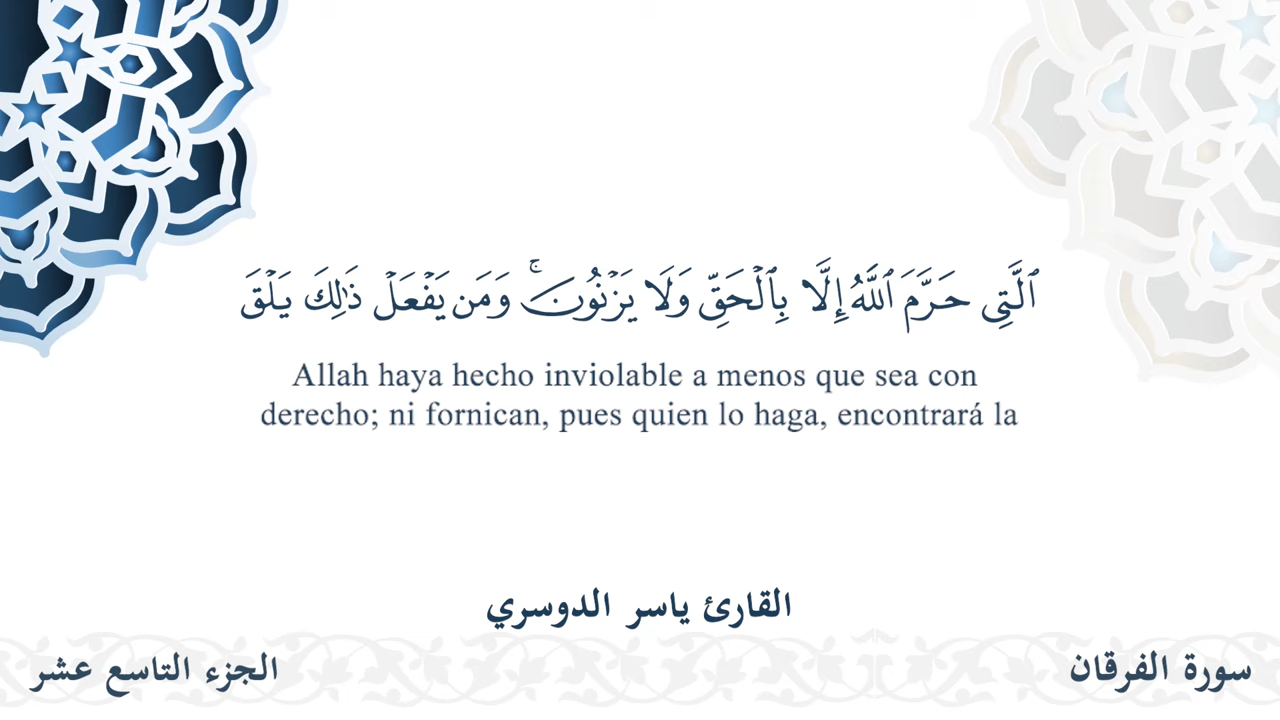 ٱلَّتِى حَرَّمَ ٱللَّهُ إِلَّا بِٱلْحَقِّ وَلَا يَزْنُونَ ۚ وَمَن يَفْعَلْ ذَٰلِكَ يَلْقَ
Allah haya hecho inviolable a menos que sea con
derecho; ni fornican, pues quien lo haga, encontrará la
القارئ ياسر الدوسري
سورة الفرقان
الجزء التاسع عشر